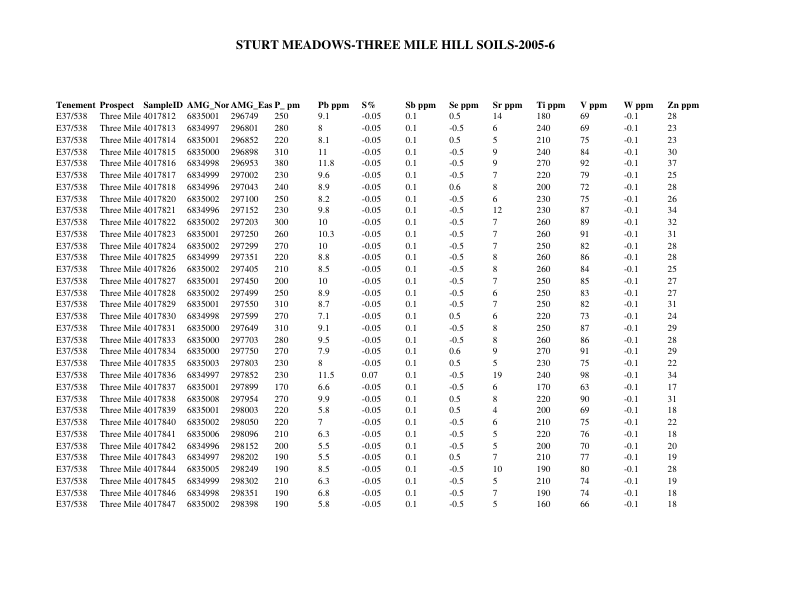 STURT MEADOWS-THREE MILE HILL SOILS-2005-6
Tenement Prospect SampleID AMG_Nor AMG_Eas P_ pm Pb ppm S% Sb ppm Se ppm Sr ppm Ti ppm V ppm W ppm Zn ppm
E37/538 Three Mile 4017812 6835001 296749 250 9.1 -0.05 0.1 0.5 14 180 69 -0.1 28
E37/538 Three Mile 4017813 6834997 296801 280 8 -0.05 0.1 -0.5 6 240 69 -0.1 23
E37/538 Three Mile 4017814 6835001 296852 220 8.1 -0.05 0.1 0.5 5 210 75 -0.1 23
E37/538 Three Mile 4017815 6835000 296898 310 11 -0.05 0.1 -0.5 9 240 84 -0.1 30
E37/538 Three Mile 4017816 6834998 296953 380 11.8 -0.05 0.1 -0.5 9 270 92 -0.1 37
E37/538 Three Mile 4017817 6834999 297002 230 9.6 -0.05 0.1 -0.5 7 220 79 -0.1 25
E37/538 Three Mile 4017818 6834996 297043 240 8.9 -0.05 0.1 0.6 8 200 72 -0.1 28
E37/538 Three Mile 4017820 6835002 297100 250 8.2 -0.05 0.1 -0.5 6 230 75 -0.1 26
E37/538 Three Mile 4017821 6834996 297152 230 9.8 -0.05 0.1 -0.5 12 230 87 -0.1 34
E37/538 Three Mile 4017822 6835002 297203 300 10 -0.05 0.1 -0.5 7 260 89 -0.1 32
E37/538 Three Mile 4017823 6835001 297250 260 10.3 -0.05 0.1 -0.5 7 260 91 -0.1 31
E37/538 Three Mile 4017824 6835002 297299 270 10 -0.05 0.1 -0.5 7 250 82 -0.1 28
E37/538 Three Mile 4017825 6834999 297351 220 8.8 -0.05 0.1 -0.5 8 260 86 -0.1 28
E37/538 Three Mile 4017826 6835002 297405 210 8.5 -0.05 0.1 -0.5 8 260 84 -0.1 25
E37/538 Three Mile 4017827 6835001 297450 200 10 -0.05 0.1 -0.5 7 250 85 -0.1 27
E37/538 Three Mile 4017828 6835002 297499 250 8.9 -0.05 0.1 -0.5 6 250 83 -0.1 27
E37/538 Three Mile 4017829 6835001 297550 310 8.7 -0.05 0.1 -0.5 7 250 82 -0.1 31
E37/538 Three Mile 4017830 6834998 297599 270 7.1 -0.05 0.1 0.5 6 220 73 -0.1 24
E37/538 Three Mile 4017831 6835000 297649 310 9.1 -0.05 0.1 -0.5 8 250 87 -0.1 29
E37/538 Three Mile 4017833 6835000 297703 280 9.5 -0.05 0.1 -0.5 8 260 86 -0.1 28
E37/538 Three Mile 4017834 6835000 297750 270 7.9 -0.05 0.1 0.6 9 270 91 -0.1 29
E37/538 Three Mile 4017835 6835003 297803 230 8 -0.05 0.1 0.5 5 230 75 -0.1 22
E37/538 Three Mile 4017836 6834997 297852 230 11.5 0.07 0.1 -0.5 19 240 98 -0.1 34
E37/538 Three Mile 4017837 6835001 297899 170 6.6 -0.05 0.1 -0.5 6 170 63 -0.1 17
E37/538 Three Mile 4017838 6835008 297954 270 9.9 -0.05 0.1 0.5 8 220 90 -0.1 31
E37/538 Three Mile 4017839 6835001 298003 220 5.8 -0.05 0.1 0.5 4 200 69 -0.1 18
E37/538 Three Mile 4017840 6835002 298050 220 7 -0.05 0.1 -0.5 6 210 75 -0.1 22
E37/538 Three Mile 4017841 6835006 298096 210 6.3 -0.05 0.1 -0.5 5 220 76 -0.1 18
E37/538 Three Mile 4017842 6834996 298152 200 5.5 -0.05 0.1 -0.5 5 200 70 -0.1 20
E37/538 Three Mile 4017843 6834997 298202 190 5.5 -0.05 0.1 0.5 7 210 77 -0.1 19
E37/538 Three Mile 4017844 6835005 298249 190 8.5 -0.05 0.1 -0.5 10 190 80 -0.1 28
E37/538 Three Mile 4017845 6834999 298302 210 6.3 -0.05 0.1 -0.5 5 210 74 -0.1 19
E37/538 Three Mile 4017846 6834998 298351 190 6.8 -0.05 0.1 -0.5 7 190 74 -0.1 18
E37/538 Three Mile 4017847 6835002 298398 190 5.8 -0.05 0.1 -0.5 5 160 66 -0.1 18